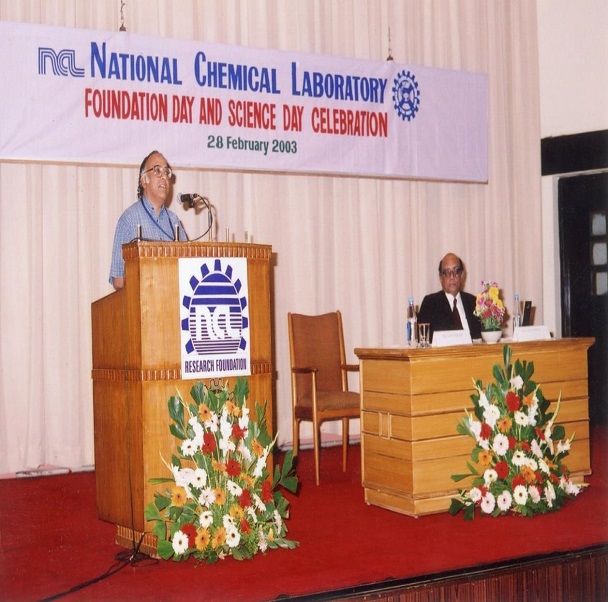 NCL NATIONAL CHEMICAL LABORATORY
FOUNDATION DAY AND SCIENCE DAY CELEBRATION
28 February 2003
NCL
RESEARCH FOUNDATION